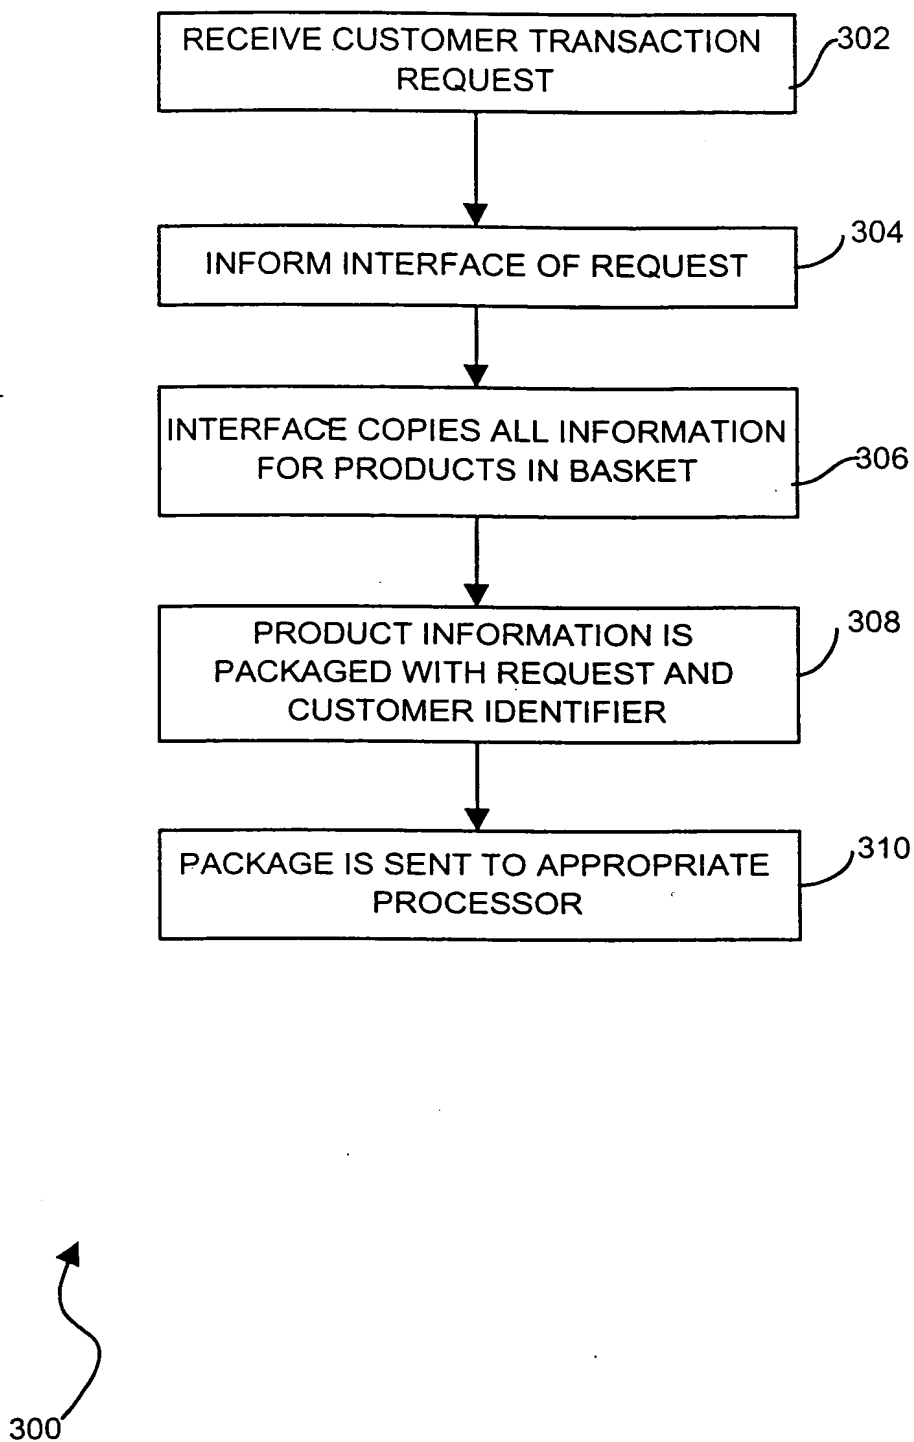 RECEIVE CUSTOMER TRANSACTION
REQUEST
302
INFORM INTERFACE OF REQUEST
304
INTERFACE COPIES ALL INFORMATION
FOR PRODUCTS IN BASKET
306
PRODUCT INFORMATION IS
PACKAGED WITH REQUEST AND
CUSTOMER IDENTIFIER
308
PACKAGE IS SENT TO APPROPRIATE
PROCESSOR
310
300